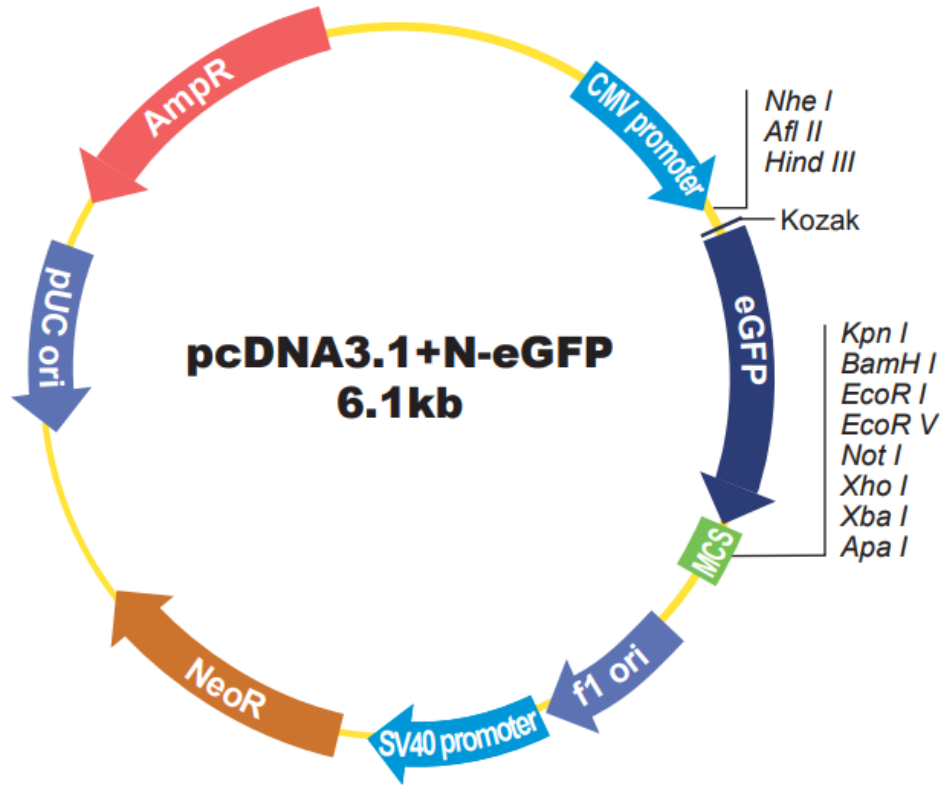 AmpR
CMV promoter
Nhe I
Afl II
Hind III
Kozak
eGFP
pUC ori
pcDNA3.1+N-eGFP
6.1kb
Kpn I
BamH I
EcoR I
EcoR V
Not I
Xho I
Xba I
Apa I
MCS
f1 ori
SV40 promoter
NeoR